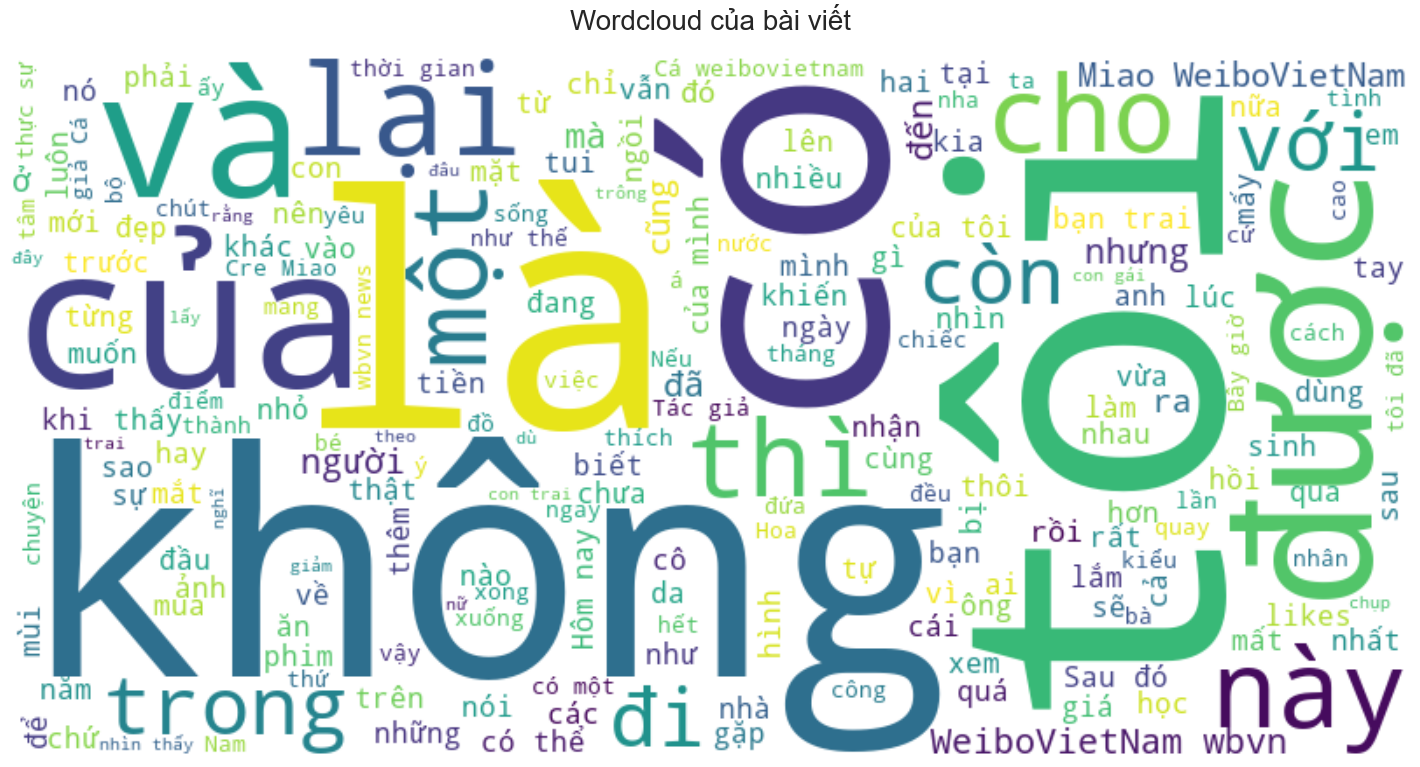 Wordcloud của bài viết
thời gian
Cá weibovietnam
hai
tại
ta
Miao WeiboVietNam
tâm
thực sự
phải
ấy
nó
và
lại
từ
chỉ
vẫn
đó
nha
kia
đến
cho
nữa
tình
em
với
Ở
luôn
giả Cá
bộ
con
đâu
mặt
mà
tui
ngồi
có
lên
nhiều
mới
đẹp
chút
rằng
nên
yêu
một
sống
như thế
trông
cũng
của mình
nước
của tôi
bạn trai
nhưng
cứ
mấy
cao
đây
trước
khác
vào
Cre Miao
là
á
mình
gì
còn
con gái
tay
của
từng
lấy
mang
wbvn news
đang
khiến
ngày
nhìn
anh
lúc
được
cách
muốn
tiền
việc
Nếu
tháng
chiếc
tôi
Bây giờ
tôi đã
điểm
đã
vừa
ra
dùng
khi
thấy
thành
nhỏ
đồ
Tác giả
làm
nhau
trai
bé
theo
dù
thích
thì
nhận
sinh
sao
hay
người
ý
biết
cùng
sự
mắt
nghĩ
thật
con trai
chưa
đều
thôi
hồi
qua
sau
chuyện
không
ngay
đứa
Hoa
bị
hơn
lần
quay
đầu
giảm
thêm
nào
xong
Hôm nay
cô
bạn
rồi
rất
kiểu
nhân
ảnh
mua
về
nữ
xuống
da
tự
vì
ai
lắm
cả
mùi
ăn
hết
hình
ông
sẽ
bà
likes
chụp
phim
vậy
như
cái
mất
nhất
năm
thứ
có một
công
xem
Sau đó
này
trong
trên
nói
các
đi
nhà
quá
giá
học
để
chứ
nhìn thấy
Nam
những
có thể
gặp
WeiboVietNam wbvn